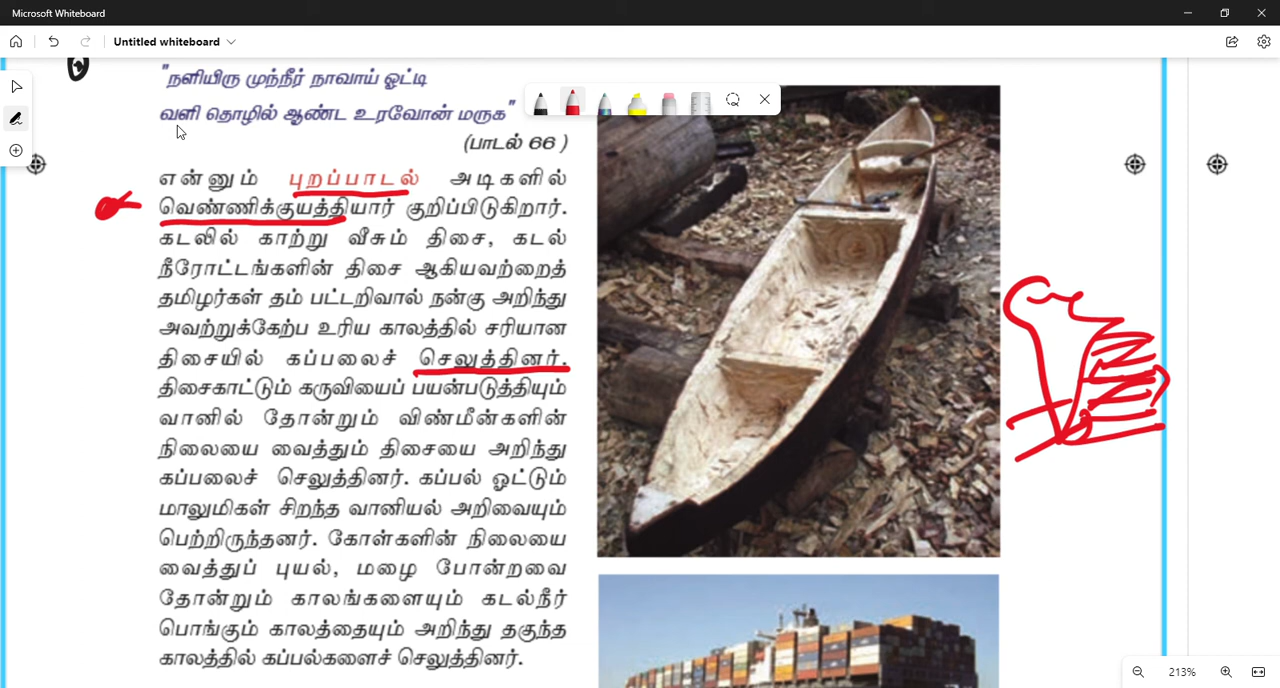 Microsoft Whiteboard
Untitled whiteboard
"நளியிரு முந்நீர் நாவாய் ஓட்டி
வளி தொழில் ஆண்ட உரவோன் மருக"
(பாடல் 66 )
என்னும் புறப்பாடல் அடிகளில்
வெண்ணிக்குயத்தியார் குறிப்பிடுகிறார்.
கடலில் காற்று வீசும் திசை, கடல்
நீரோட்டங்களின் திசை ஆகியவற்றைத்
தமிழர்கள் தம் பட்டறிவால் நன்கு அறிந்து
அவற்றுக்கேற்ப உரிய காலத்தில் சரியான
திசையில் கப்பலைச் செலுத்தினர்.
திசைகாட்டும் கருவியைப் பயன்படுத்தியும்
வானில் தோன்றும் விண்மீன்களின்
நிலையை வைத்தும் திசையை அறிந்து
கப்பலைச் செலுத்தினர். கப்பல் ஓட்டும்
மாலுமிகள் சிறந்த வானியல் அறிவையும்
பெற்றிருந்தனர். கோள்களின் நிலையை
வைத்துப் புயல், மழை போன்றவை
தோன்றும் காலங்களையும் கடல்நீர்
பொங்கும் காலத்தையும் அறிந்து தகுந்த
காலத்தில் கப்பல்களைச் செலுத்தினர்.
213%